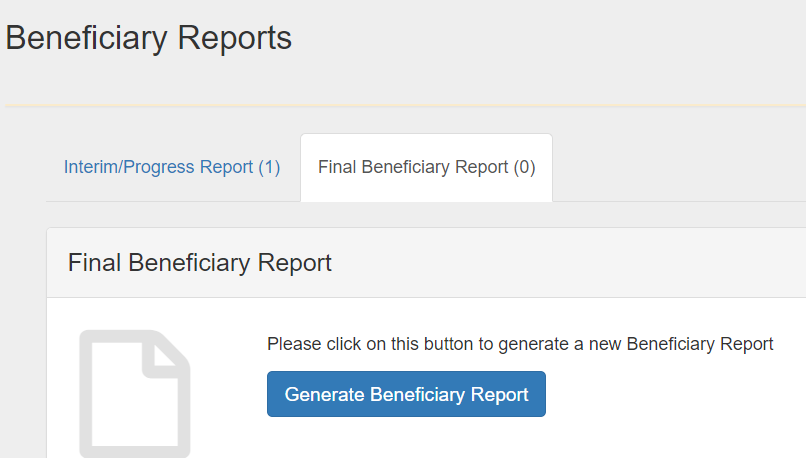 Beneficiary Reports
Interim/Progress Report (1)
Final Beneficiary Report (0)
Final Beneficiary Report
Please click on this button to generate a new Beneficiary Report
Generate Beneficiary Report